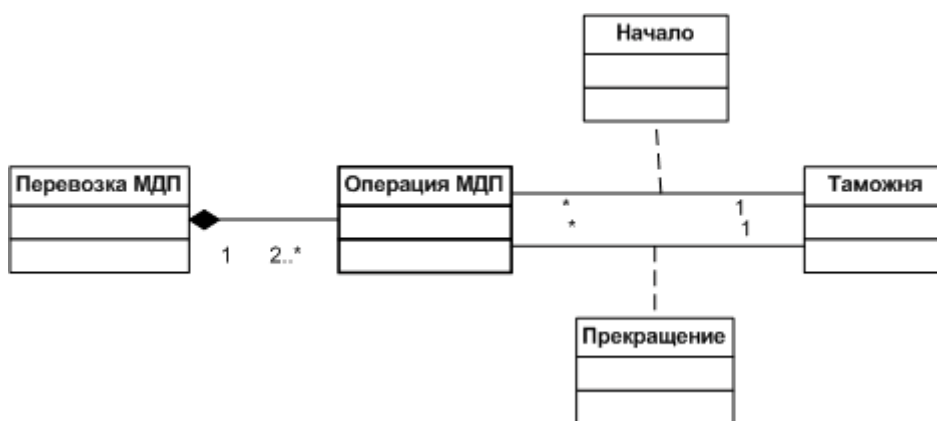 Начало
Перевозка МДП
Операция МДП
Таможня
* 1
* 1
1 2..*
Прекращение